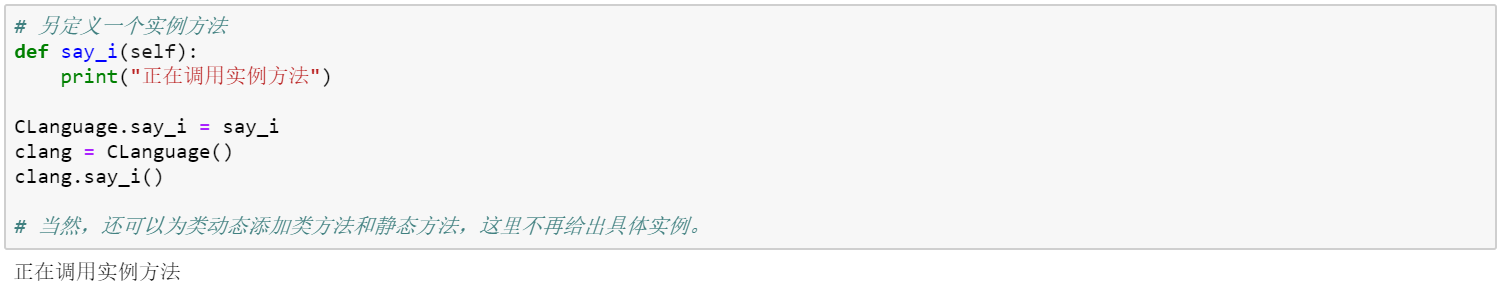 # 另定义一个实例方法
def say_i(self):
    print("正在调用实例方法")
CLanguage.say_i = say_i
clang = CLanguage()
clang.say_i()
# 当然，还可以为类动态添加类方法和静态方法，这里不再给出具体实例。
正在调用实例方法